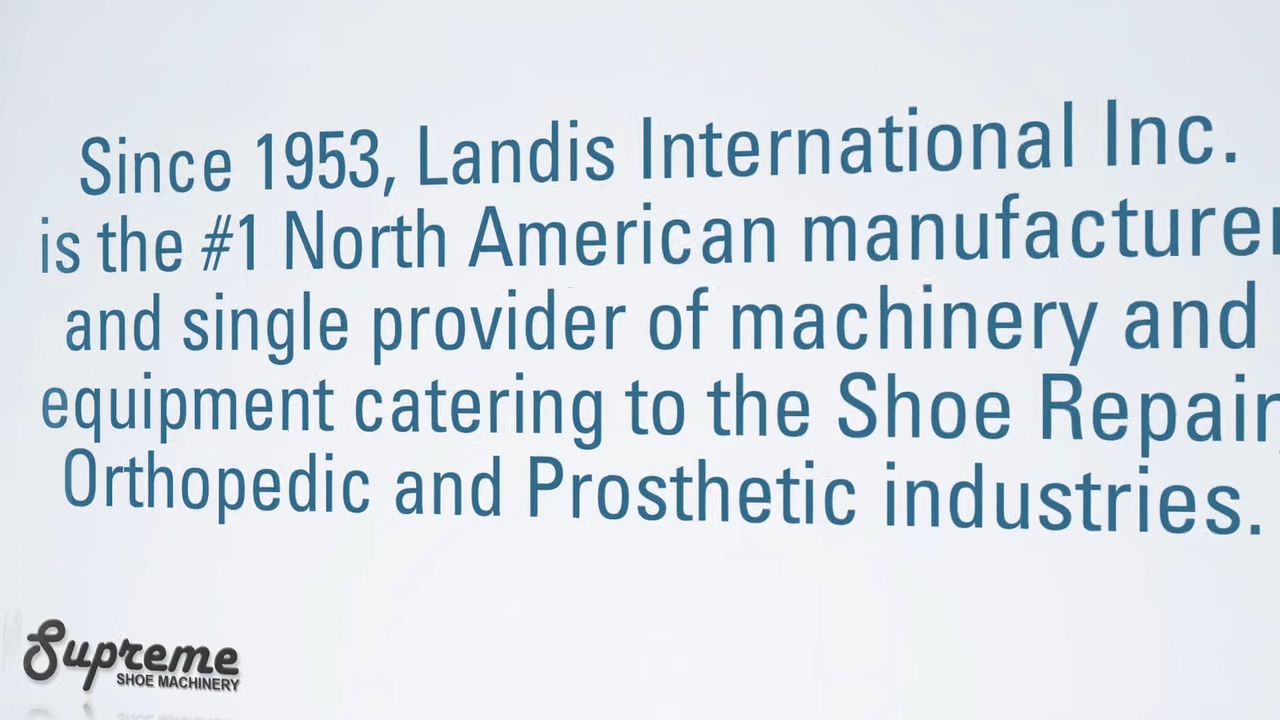 Since 1953, Landis International Inc.
is the #1 North American manufacturer
and single provider of machinery and
equipment catering to the Shoe Repair,
Orthopedic and Prosthetic industries.
Supreme
SHOE MACHINERY